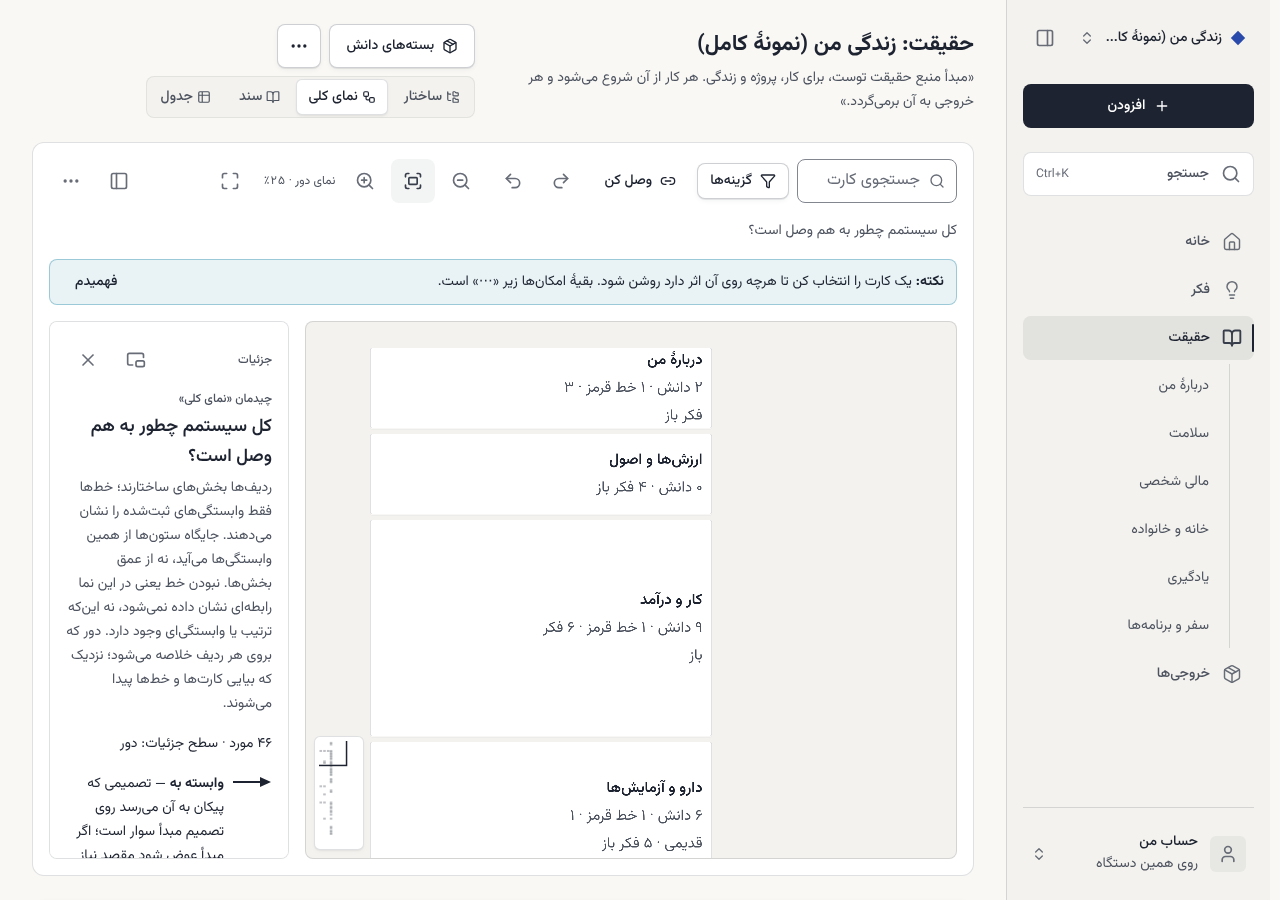 زندگی من (نمونهٔ کا...
افزودن
جستجو
Ctrl+K
خانه
فکر
حقیقت
دربارهٔ من
سلامت
مالی شخصی
خانه و خانواده
یادگیری
سفر و برنامه‌ها
خروجی‌ها
حساب من
روی همین دستگاه
حقیقت: زندگی من (نمونهٔ کامل)
«مبدأ منبع حقیقت توست، برای کار، پروژه و زندگی. هر کار از آن شروع می‌شود و هر
خروجی به آن برمی‌گردد.»
بسته‌های دانش
ساختار
نمای کلی
سند
جدول
جستجوی کارت
گزینه‌ها
وصل کن
نمای دور · ۲۵٪
کل سیستمم چطور به هم وصل است؟
نکته: یک کارت را انتخاب کن تا هرچه روی آن اثر دارد روشن شود. بقیهٔ امکان‌ها زیر «···» است.
فهمیدم
دربارهٔ من
۲ دانش · ۱ خط قرمز · ۳
فکر باز
ارزش‌ها و اصول
۰ دانش · ۴ فکر باز
کار و درآمد
۹ دانش · ۱ خط قرمز · ۶ فکر
باز
دارو و آزمایش‌ها
۶ دانش · ۱ خط قرمز · ۱
قدیمی · ۵ فکر باز
جزئیات
چیدمان «نمای کلی»
کل سیستمم چطور به هم
وصل است؟
ردیف‌ها بخش‌های ساختارند؛ خط‌ها
فقط وابستگی‌های ثبت‌شده را نشان
می‌دهند. جایگاه ستون‌ها از همین
وابستگی‌ها می‌آید، نه از عمق
بخش‌ها. نبودن خط یعنی در این نما
رابطه‌ای نشان داده نمی‌شود، نه این‌که
ترتیب یا وابستگی‌ای وجود دارد. دور که
بروی هر ردیف خلاصه می‌شود؛ نزدیک
که بیایی کارت‌ها و خط‌ها پیدا
می‌شوند.
۴۶ مورد · سطح جزئیات: دور
وابسته به — تصمیمی که
پیکان به آن می‌رسد روی
تصمیم مبدأ سوار است؛ اگر
مبدأ عوض شود مقصد نیاز